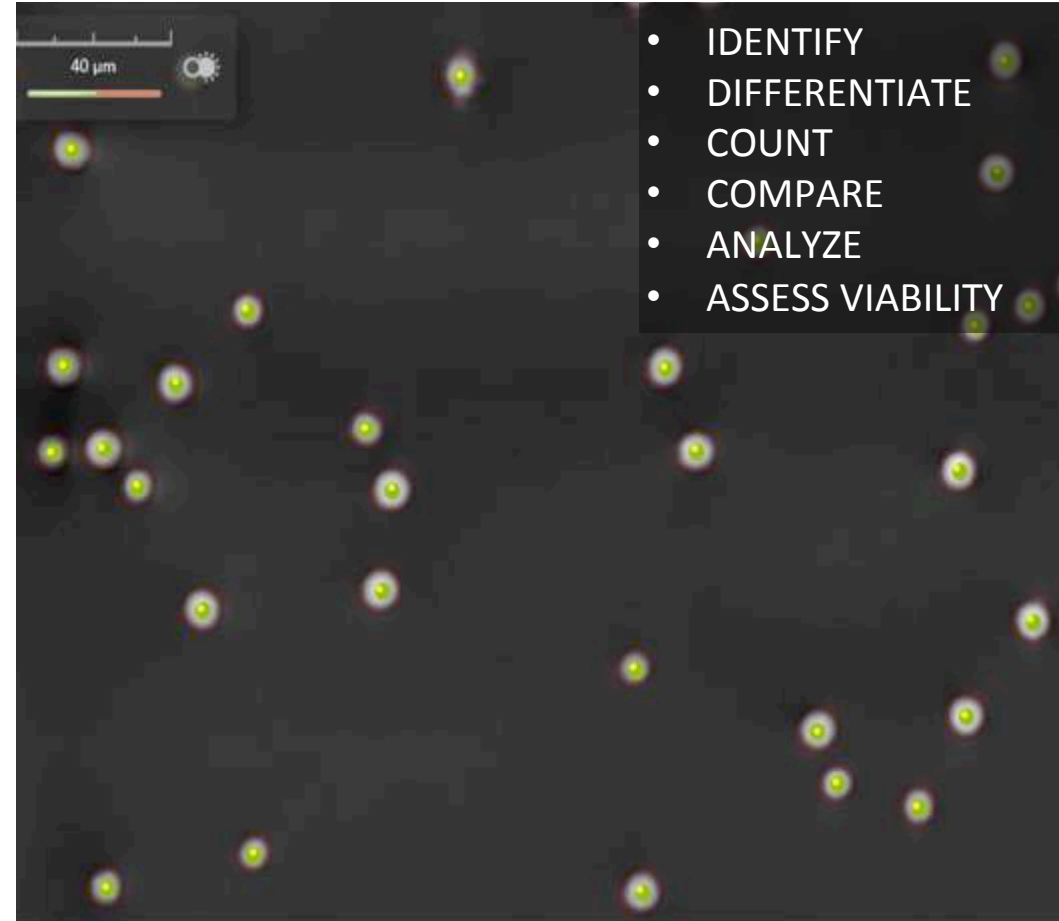 40 µm
• IDENTIFY
• DIFFERENTIATE
• COUNT
• COMPARE
• ANALYZE
• ASSESS VIABILITY